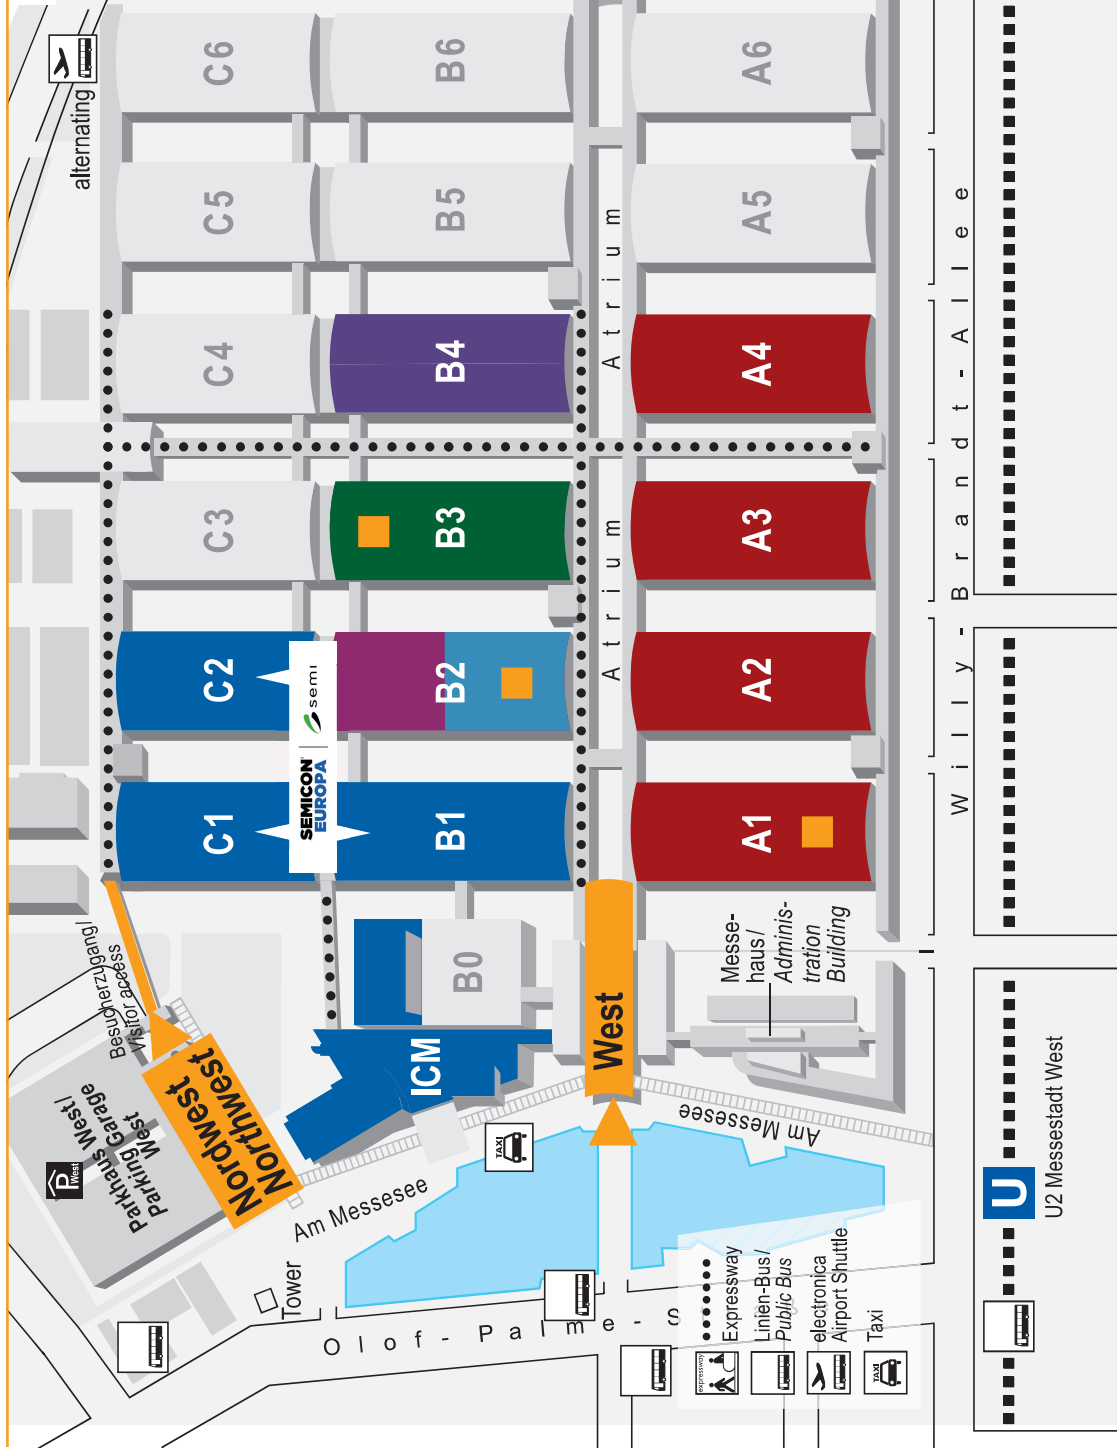 alternating
C6
B6
A6
C5
B5
A5
C4
B4
A4
C3
B3
A3
C2
B2
A2
C1
B1
A1
SEMICON
EUROPA
semi
Atrium
Atrium
Willy-Brandt-Allee
Besucherzugang/
Visitor access
Nordwest
Northwest
Parkhaus West/
Parking Garage
West
P
West
ICM
B0
West
Messe-
haus/
Adminis-
tration
Building
Am Messesee
Am Messesee
TAXI
Tower
Olof-Palme-S
U
U2 Messestadt West
expressway
Expressway
Linien-Bus/
Public Bus
electronica
Airport Shuttle
TAXI
Taxi